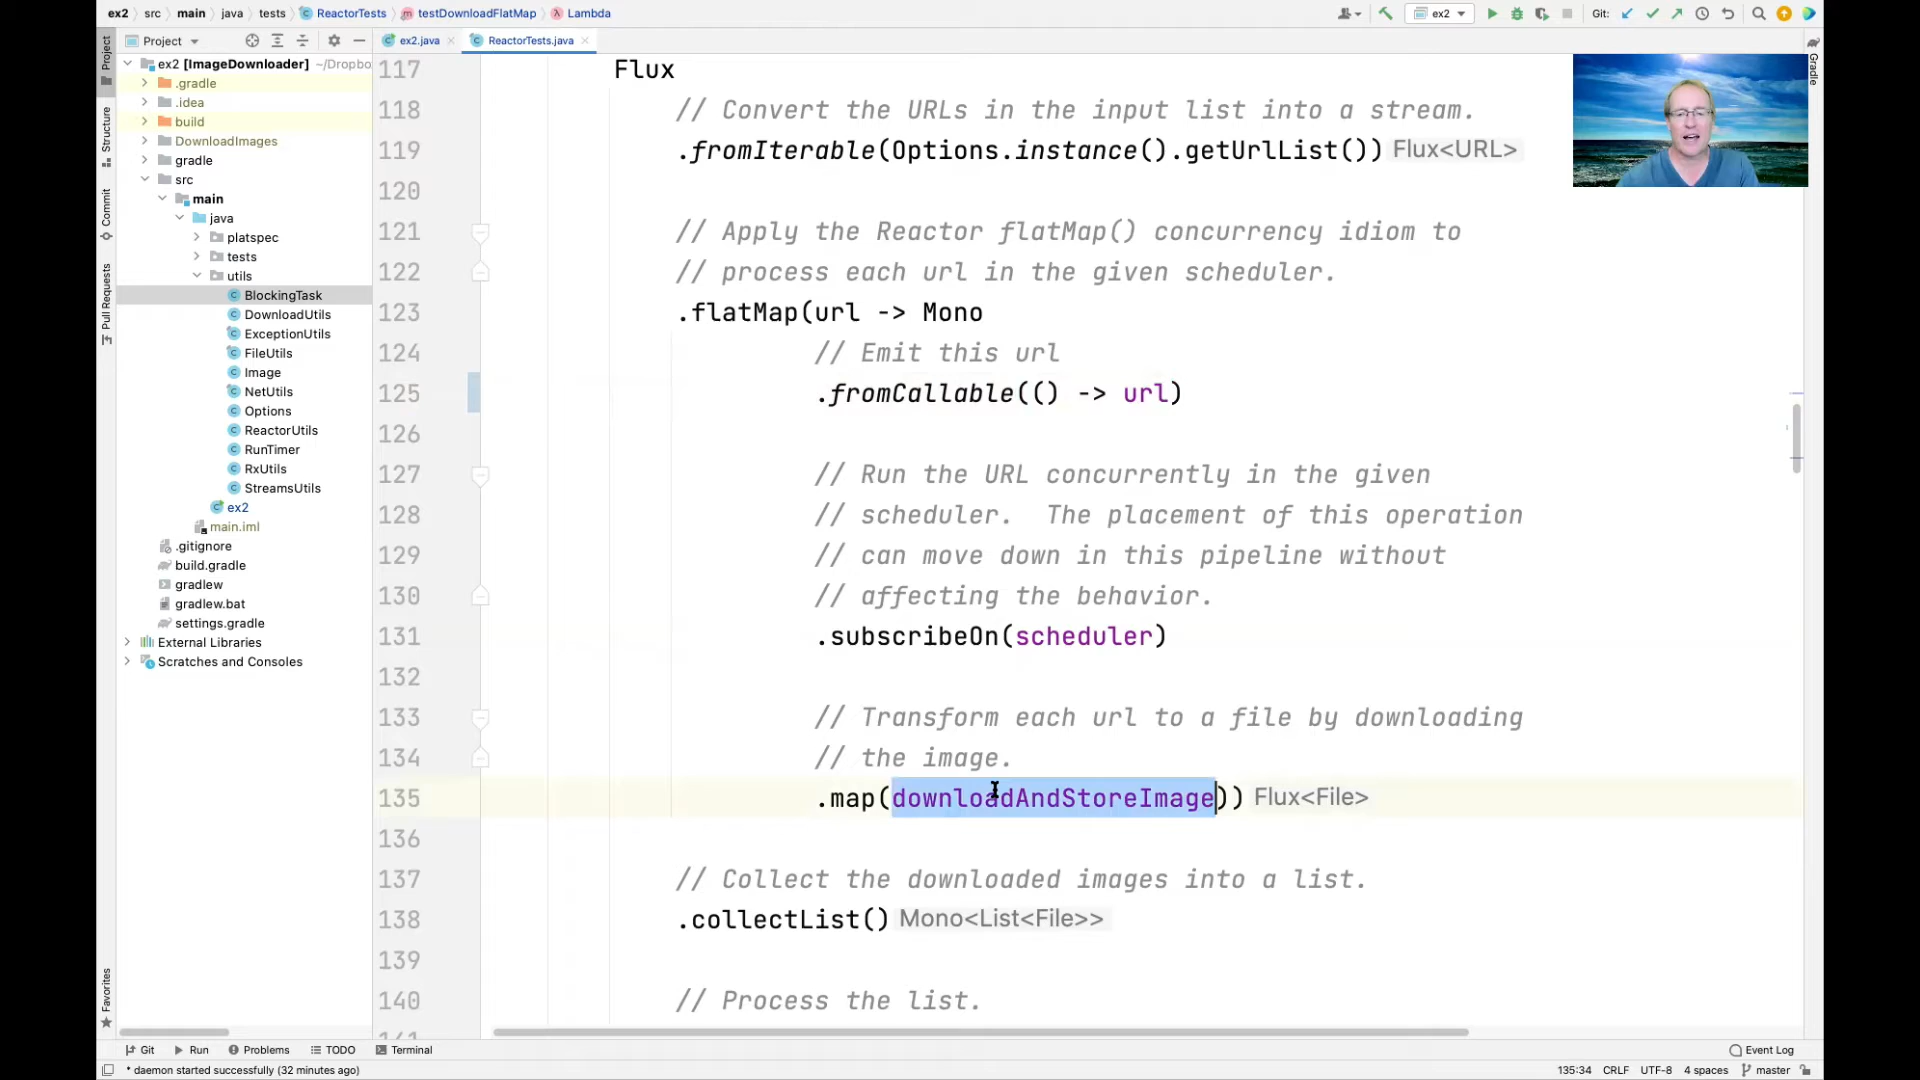 ex2 src main java tests ReactorTests testDownloadFlatMap Lambda
ex2
Git:
Project
ex2.java
ReactorTests.java
ex2 [ImageDownloader] ~/Dropbo
.gradle
.idea
build
DownloadImages
gradle
src
main
java
platspec
tests
utils
BlockingTask
DownloadUtils
ExceptionUtils
FileUtils
Image
NetUtils
Options
ReactorUtils
RunTimer
RxUtils
StreamsUtils
ex2
main.iml
.gitignore
build.gradle
gradlew
gradlew.bat
settings.gradle
External Libraries
Scratches and Consoles
Project
Structure
Commit
Pull Requests
Favorites
117 Flux
118 // Convert the URLs in the input list into a stream.
119 .fromIterable(Options.instance().getUrlList()) Flux<URL>
120
121 // Apply the Reactor flatMap() concurrency idiom to
122 // process each url in the given scheduler.
123 .flatMap(url -> Mono
124 // Emit this url
125 .fromCallable(() -> url)
126
127 // Run the URL concurrently in the given
128 // scheduler.  The placement of this operation
129 // can move down in this pipeline without
130 // affecting the behavior.
131 .subscribeOn(scheduler)
132
133 // Transform each url to a file by downloading
134 // the image.
135 .map(downloadAndStoreImage)) Flux<File>
136
137 // Collect the downloaded images into a list.
138 .collectList() Mono<List<File>>
139
140 // Process the list.
141
Gradle
Git
Run
Problems
TODO
Terminal
Event Log
* daemon started successfully (32 minutes ago)
135:34 CRLF UTF-8 4 spaces master